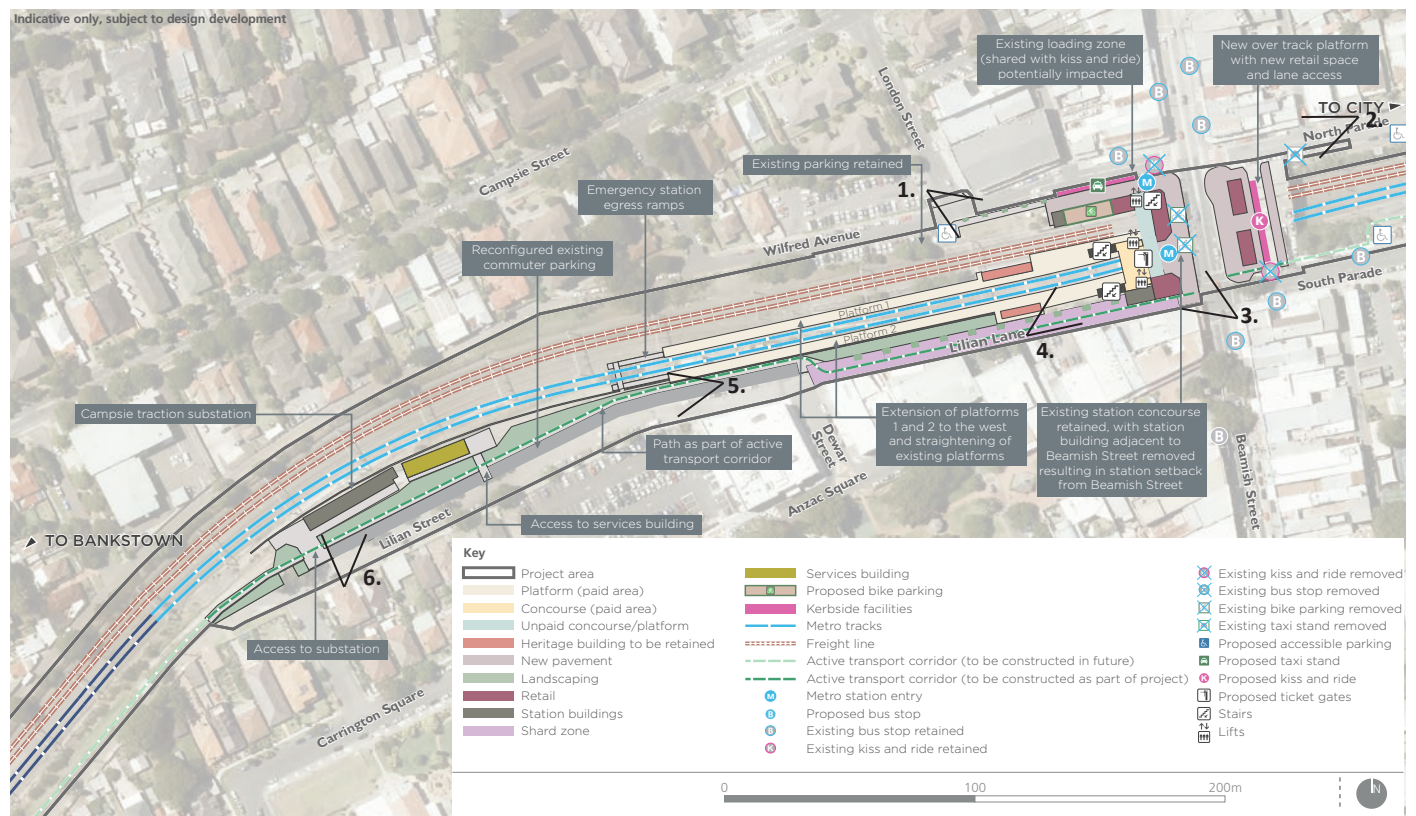 Indicative only, subject to design development
Existing loading zone
(shared with kiss and ride)
potentially impacted
New over track platform
with new retail space
and lane access
B
B
B
B
TO CITY
North Parade
2.
London Street
Campsie Street
Existing parking retained
1.
Emergency station
egress ramps
Reconfigured existing
commuter parking
Wilfred Avenue
M
K
M
B
South Parade
B
B
3.
Platform 1
Platform 2
Lilian Lane
4.
5.
Campsie traction substation
Path as part of active
transport corridor
Dewar
Street
Extension of platforms
1 and 2 to the west
and straightening of
existing platforms
Existing station concourse
retained, with station
building adjacent to
Beamish Street removed
resulting in station setback
from Beamish Street
B
Beamish Street
Anzac Square
Access to services building
Lilian Street
TO BANKSTOWN
6.
Access to substation
Carrington Square
Key
Project area
Platform (paid area)
Concourse (paid area)
Unpaid concourse/platform
Heritage building to be retained
New pavement
Landscaping
Retail
Station buildings
Shard zone
Services building
Proposed bike parking
Kerbside facilities
Metro tracks
Freight line
Active transport corridor (to be constructed in future)
Active transport corridor (to be constructed as part of project)
M Metro station entry
B Proposed bus stop
B Existing bus stop retained
K Existing kiss and ride retained
Existing kiss and ride removed
Existing bus stop removed
Existing bike parking removed
Existing taxi stand removed
Proposed accessible parking
Proposed taxi stand
K Proposed kiss and ride
Proposed ticket gates
Stairs
Lifts
0 100 200m
N